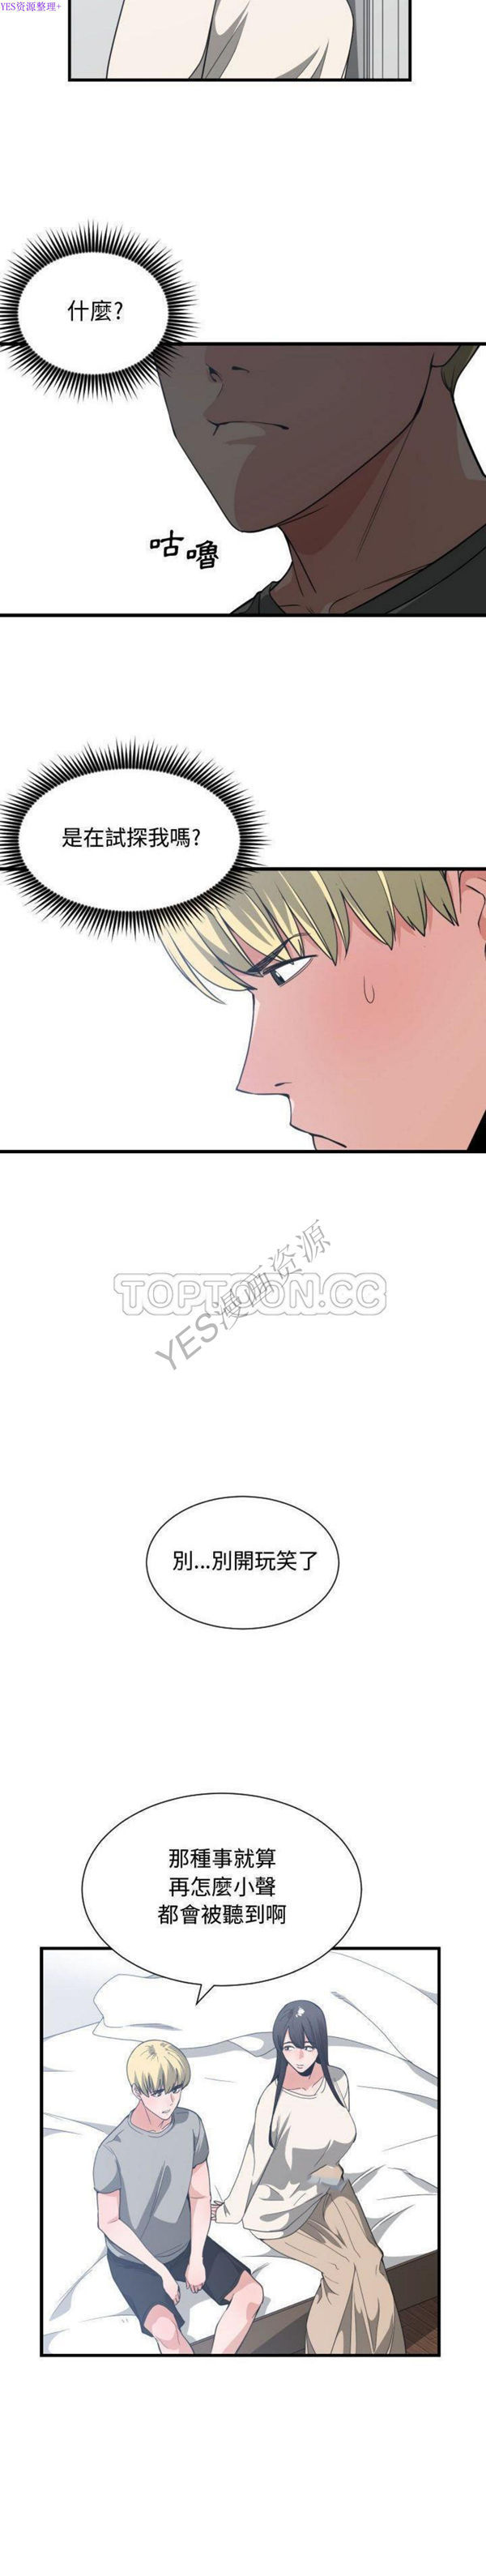 YES资源整理+
什麼?
咕嚕
是在試探我嗎?
TOPTOON.CC
YES漫画资源
別...別開玩笑了
那種事就算
再怎麼小聲
都會被聽到啊